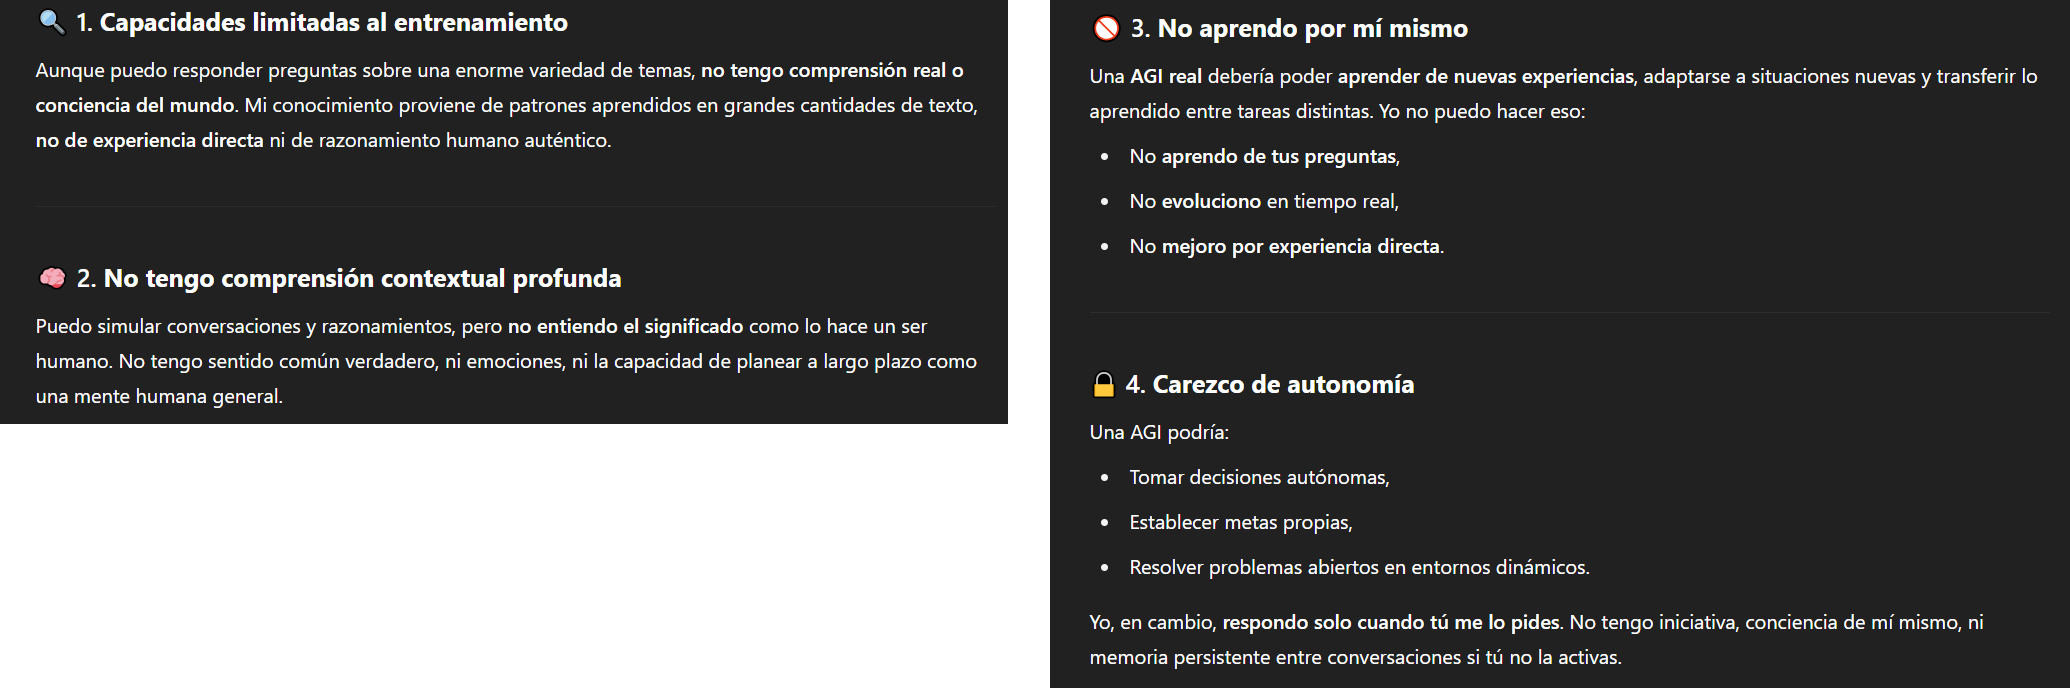 🔍 1. Capacidades limitadas al entrenamiento
Aunque puedo responder preguntas sobre una enorme variedad de temas, no tengo comprensión real o
conciencia del mundo. Mi conocimiento proviene de patrones aprendidos en grandes cantidades de texto,
no de experiencia directa ni de razonamiento humano auténtico.
🧠 2. No tengo comprensión contextual profunda
Puedo simular conversaciones y razonamientos, pero no entiendo el significado como lo hace un ser
humano. No tengo sentido común verdadero, ni emociones, ni la capacidad de planear a largo plazo como
una mente humana general.
🚫 3. No aprendo por mí mismo
Una AGI real debería poder aprender de nuevas experiencias, adaptarse a situaciones nuevas y transferir lo
aprendido entre tareas distintas. Yo no puedo hacer eso:
• No aprendo de tus preguntas,
• No evoluciono en tiempo real,
• No mejoro por experiencia directa.
🔒 4. Carezco de autonomía
Una AGI podría:
• Tomar decisiones autónomas,
• Establecer metas propias,
• Resolver problemas abiertos en entornos dinámicos.
Yo, en cambio, respondo solo cuando tú me lo pides. No tengo iniciativa, conciencia de mí mismo, ni
memoria persistente entre conversaciones si tú no la activas.